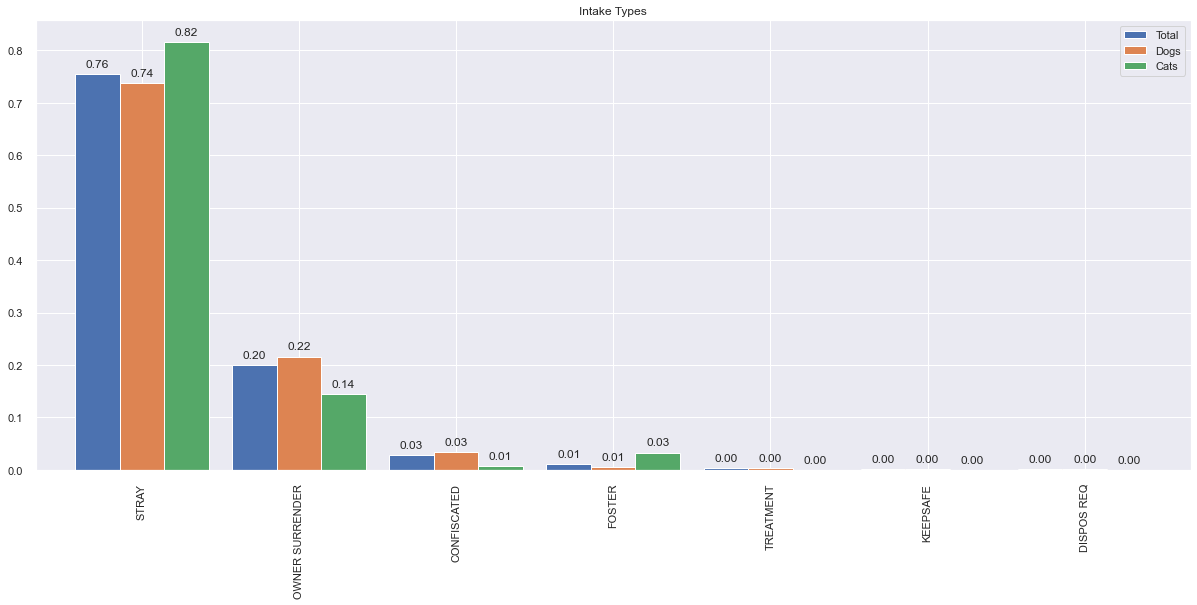 Intake Types
Total
Dogs
Cats
0.8
0.7
0.6
0.5
0.4
0.3
0.2
0.1
0.0
0.76 0.74 0.82
0.20 0.22 0.14
0.03 0.03 0.01
0.01 0.01 0.03
0.00 0.00 0.00
0.00 0.00 0.00
0.00 0.00 0.00
STRAY
OWNER SURRENDER
CONFISCATED
FOSTER
TREATMENT
KEEPSAFE
DISPOS REQ